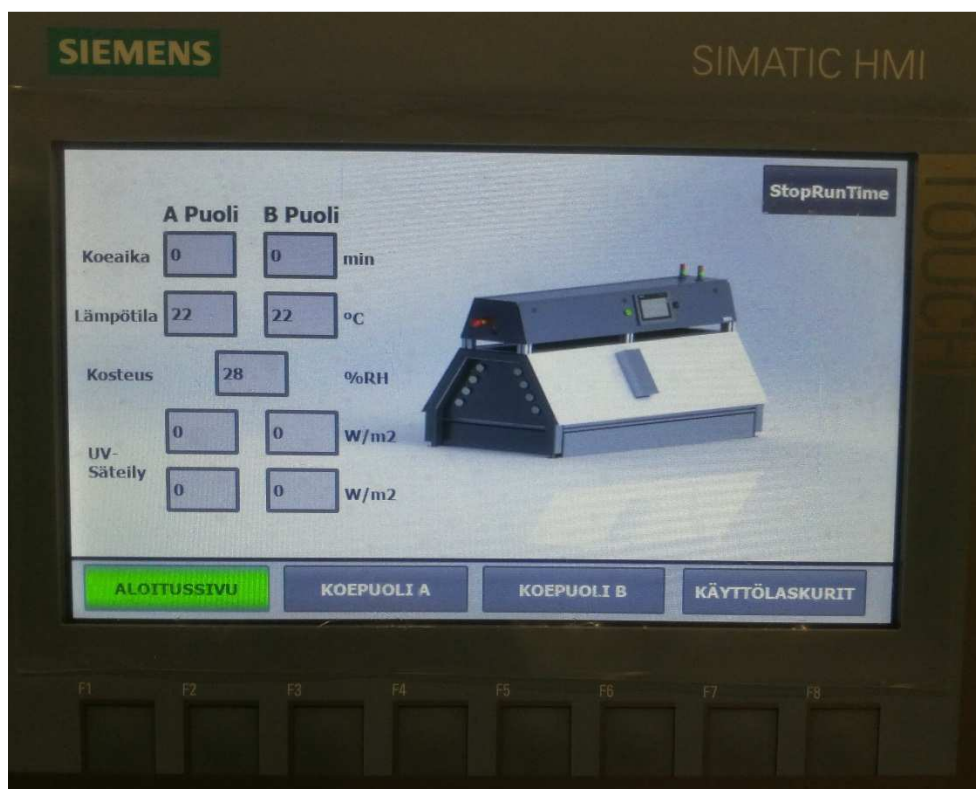 SIEMENS
SIMATIC HMI
TOUCH
StopRunTime
A Puoli B Puoli
Koeaika 0 0 min
Lämpötila 22 22 °C
Kosteus 28 %RH
UV-
Säteily
0 0 W/m2
0 0 W/m2
ALOITUSSIVU KOEPUOLI A KOEPUOLI B KÄYTTÖLASKURIT
F1 F2 F3 F4 F5 F6 F7 F8